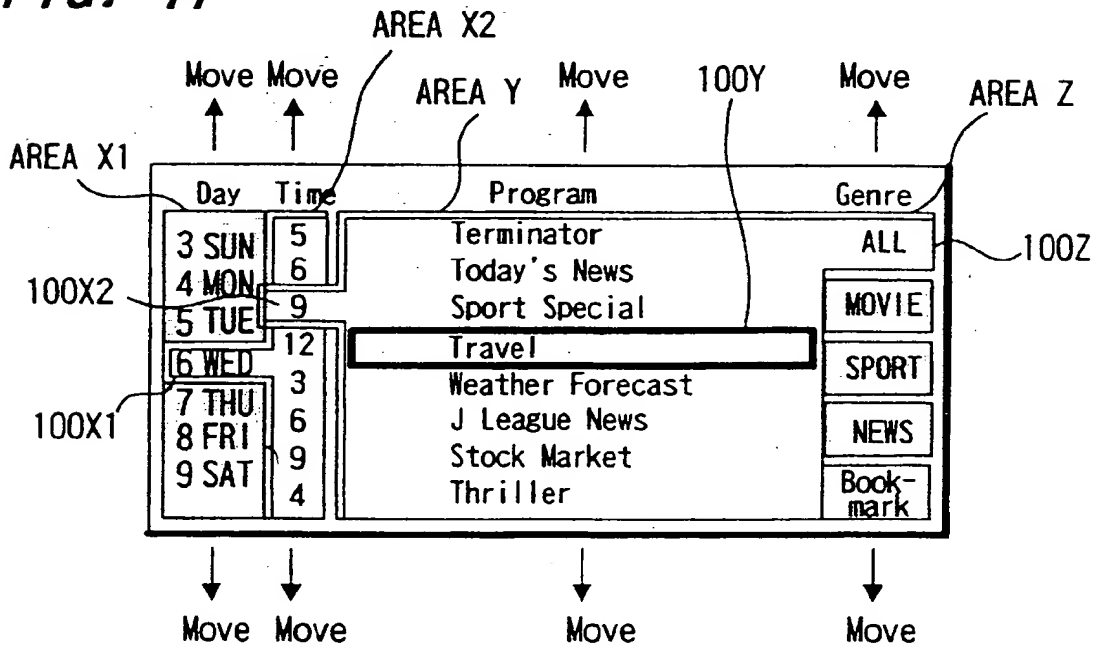 AREA X2
Move Move AREA Y Move 100Y Move AREA Z
AREA X1
Day Time Program Genre
3 SUN 5 Terminator ALL 100Z
4 MON 6 Today's News
100X2 5 TUE 9 Sport Special MOVIE
6 WED 12 Travel SPORT
100X1 7 THU 3 Weather Forecast
8 FRI 6 J League News NEWS
9 SAT 9 Stock Market
4 Thriller Book-
mark
Move Move Move Move